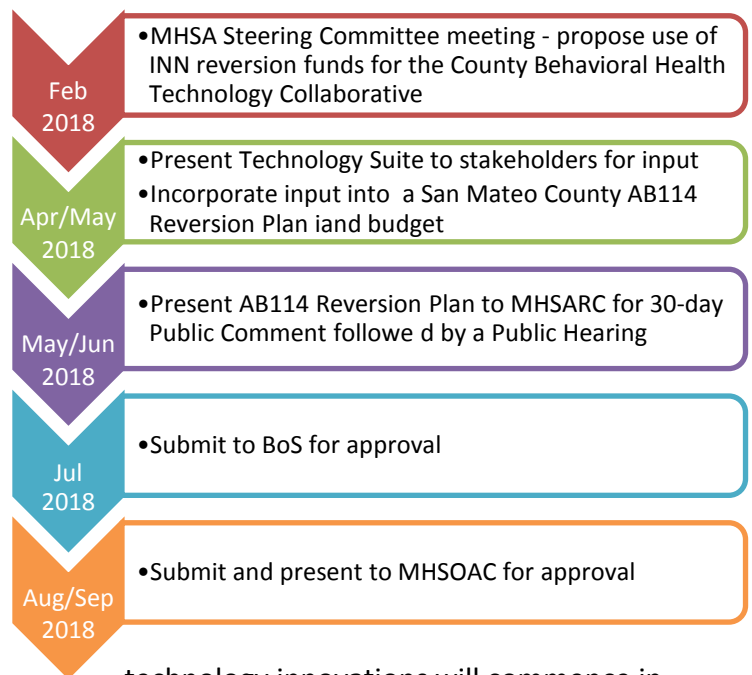 Feb
2018
•MHSA Steering Committee meeting - propose use of
INN reversion funds for the County Behavioral Health
Technology Collaborative
Apr/May
2018
•Present Technology Suite to stakeholders for input
•Incorporate input into a San Mateo County AB114
Reversion Plan iand budget
May/Jun
2018
•Present AB114 Reversion Plan to MHSARC for 30-day
Public Comment followe d by a Public Hearing
Jul
2018
•Submit to BoS for approval
Aug/Sep
2018
•Submit and present to MHSOAC for approval
technology innovations will commence in